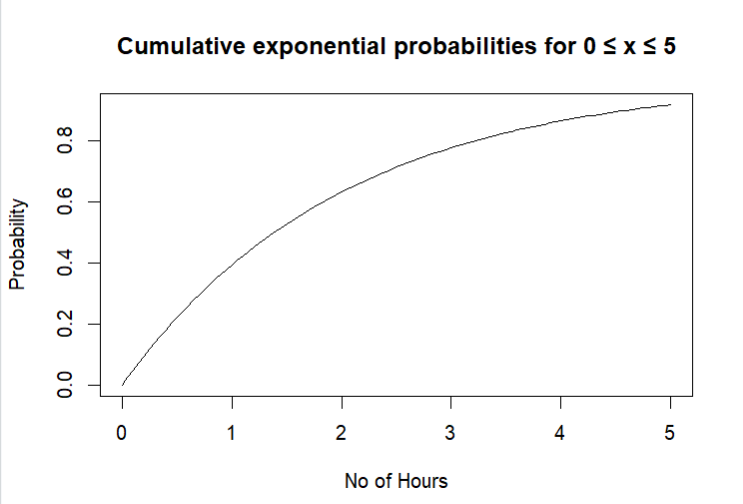 Cumulative exponential probabilities for 0 ≤ x ≤ 5
Probability
0.8
0.6
0.4
0.2
0.0
0 1 2 3 4 5
No of Hours